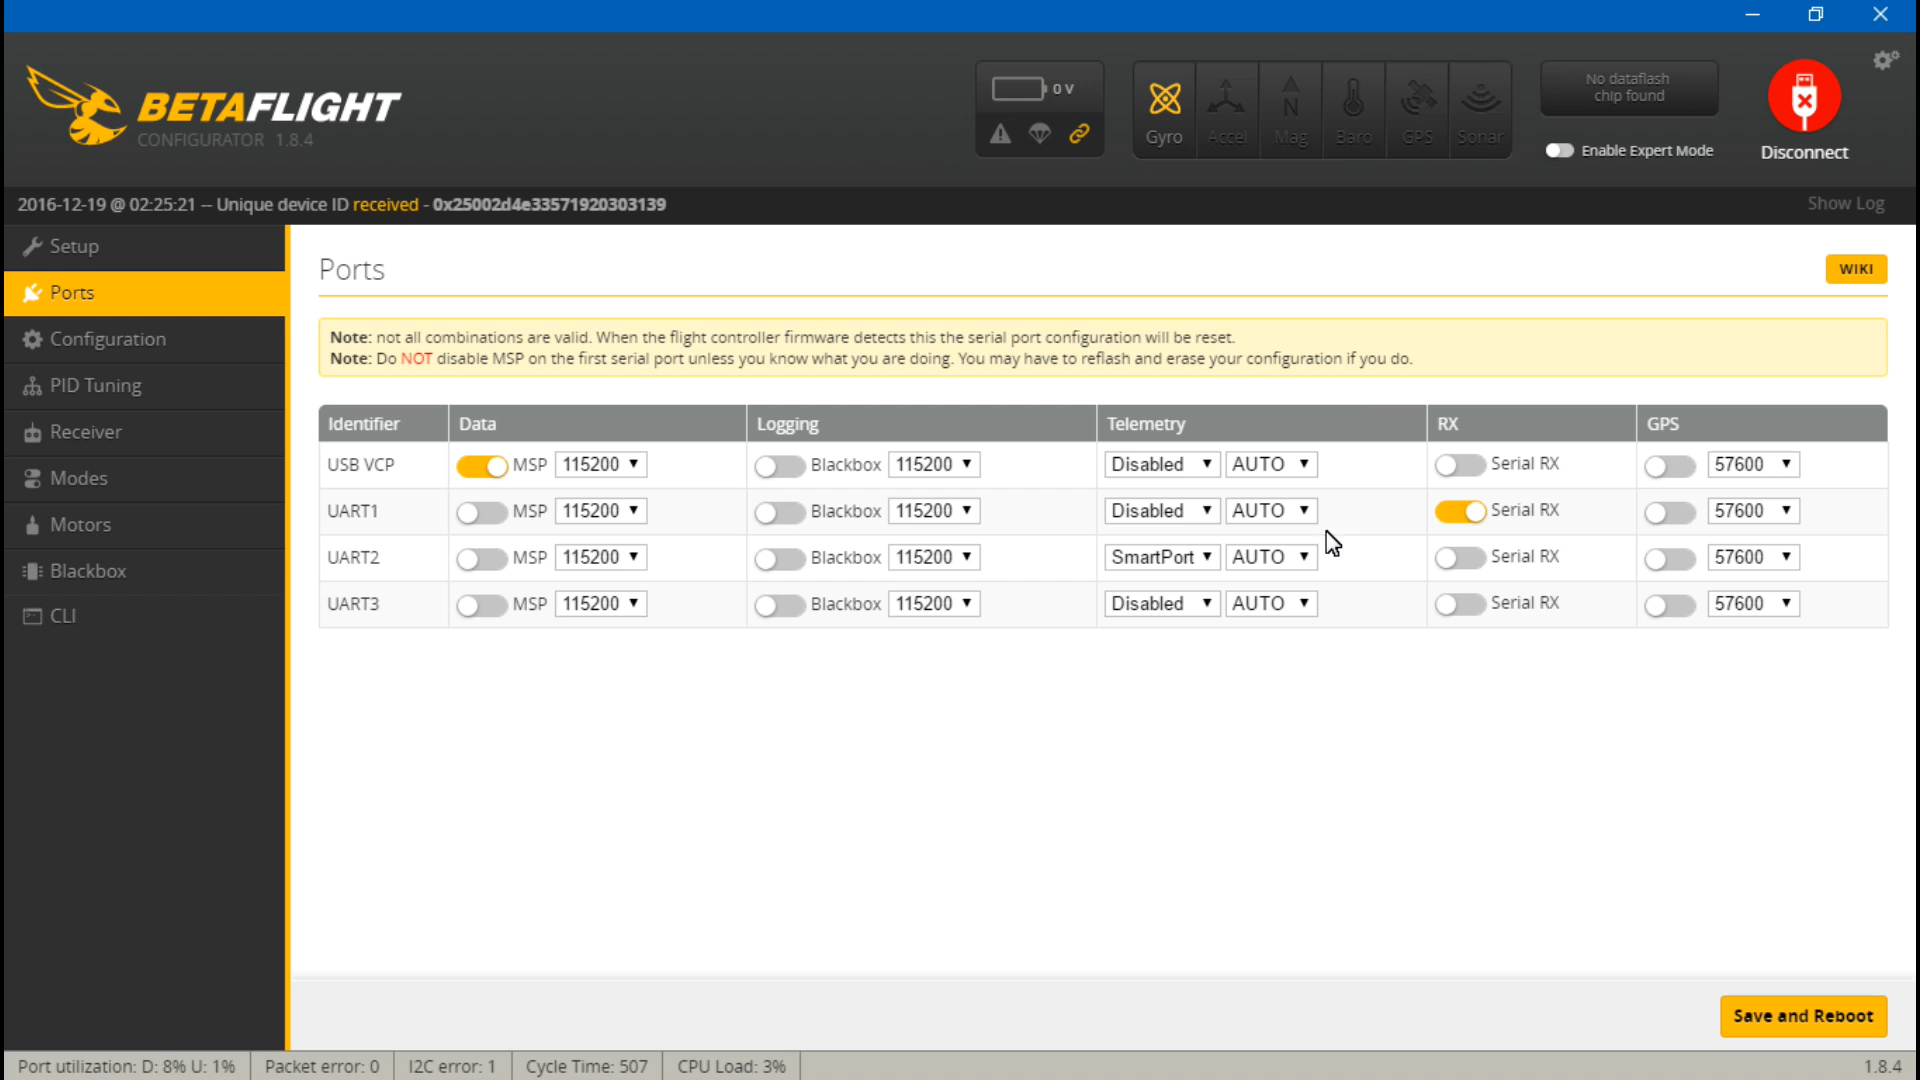 BETAFLIGHT
CONFIGURATOR 1.8.4
0 V
Gyro
Accel
Mag
Baro
GPS
Sonar
No dataflash
chip found
Enable Expert Mode
Disconnect
2016-12-19 @ 02:25:21 -- Unique device ID received - 0x25002d4e33571920303139
Show Log
Setup
Ports
Configuration
PID Tuning
Receiver
Modes
Motors
Blackbox
CLI
Ports
WIKI
Note: not all combinations are valid. When the flight controller firmware detects this the serial port configuration will be reset.
Note: Do NOT disable MSP on the first serial port unless you know what you are doing. You may have to reflash and erase your configuration if you do.
Identifier Data Logging Telemetry RX GPS
USB VCP MSP 115200 Blackbox 115200 Disabled AUTO Serial RX 57600
UART1 MSP 115200 Blackbox 115200 Disabled AUTO Serial RX 57600
UART2 MSP 115200 Blackbox 115200 SmartPort AUTO Serial RX 57600
UART3 MSP 115200 Blackbox 115200 Disabled AUTO Serial RX 57600
Save and Reboot
Port utilization: D: 8% U: 1% Packet error: 0 I2C error: 1 Cycle Time: 507 CPU Load: 3% 1.8.4